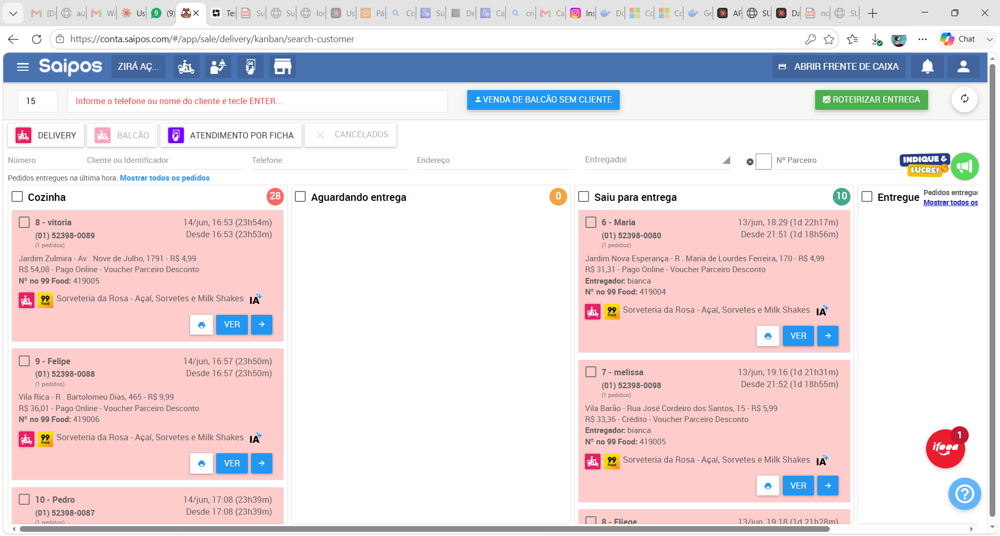 [D
au
We
Us
(9)
Tes
Su
Su
loc
Us
Pá
Co
Su
De
Ca
cri
Ca
Ins
Do
Co
Co
Ge
AF
SU
Da
nc
SU
https://conta.saipos.com/#/app/sale/delivery/kanban/search-customer
Chat
Saipos
ZIRÁ AÇ...
54
ABRIR FRENTE DE CAIXA
15
Informe o telefone ou nome do cliente e tecle ENTER...
VENDA DE BALCÃO SEM CLIENTE
ROTEIRIZAR ENTREGA
DELIVERY
BALCÃO
ATENDIMENTO POR FICHA
CANCELADOS
Número
Cliente ou Identificador
Telefone
Endereço
Entregador
Nº Parceiro
INDIQUE &
LUCRE!
Pedidos entregues na última hora. Mostrar todos os pedidos
Cozinha
28
8 - vitoria
14/jun, 16:53 (23h54m)
(01) 52398-0089
Desde 16:53 (23h53m)
(1 pedidos)
Jardim Zulmira - Av . Nove de Julho, 1791 - R$ 4,99
R$ 54,08 - Pago Online - Voucher Parceiro Desconto
Nº no 99 Food: 419005
99
Food
Sorveteria da Rosa - Açaí, Sorvetes e Milk Shakes
IA
VER
9 - Felipe
14/jun, 16:57 (23h50m)
(01) 52398-0088
Desde 16:57 (23h50m)
(1 pedidos)
Vila Rica - R . Bartolomeu Dias, 465 - R$ 9,99
R$ 36,01 - Pago Online - Voucher Parceiro Desconto
Nº no 99 Food: 419006
99
Food
Sorveteria da Rosa - Açaí, Sorvetes e Milk Shakes
IA
VER
10 - Pedro
14/jun, 17:08 (23h39m)
(01) 52398-0087
Desde 17:08 (23h39m)
(1 pedidos)
Aguardando entrega
0
Saiu para entrega
10
6 - Maria
13/jun, 18:29 (1d 22h17m)
(01) 52398-0080
Desde 21:51 (1d 18h56m)
(1 pedidos)
Jardim Nova Esperança - R . Maria de Lourdes Ferreira, 170 - R$ 4,99
R$ 31,31 - Pago Online - Voucher Parceiro Desconto
Entregador: bianca
Nº no 99 Food: 419004
99
Food
Sorveteria da Rosa - Açaí, Sorvetes e Milk Shakes
IA
VER
7 - melissa
13/jun, 19:16 (1d 21h31m)
(01) 52398-0098
Desde 21:52 (1d 18h55m)
(1 pedidos)
Vila Barão - Rua José Cordeiro dos Santos, 15 - R$ 5,99
R$ 33,36 - Crédito - Voucher Parceiro Desconto
Entregador: bianca
Nº no 99 Food: 419005
99
Food
Sorveteria da Rosa - Açaí, Sorvetes e Milk Shakes
IA
VER
8 - Eliege
13/jun, 19:18 (1d 21h28m)
Entregue
Pedidos entregue
Mostrar todos os
1
ifood